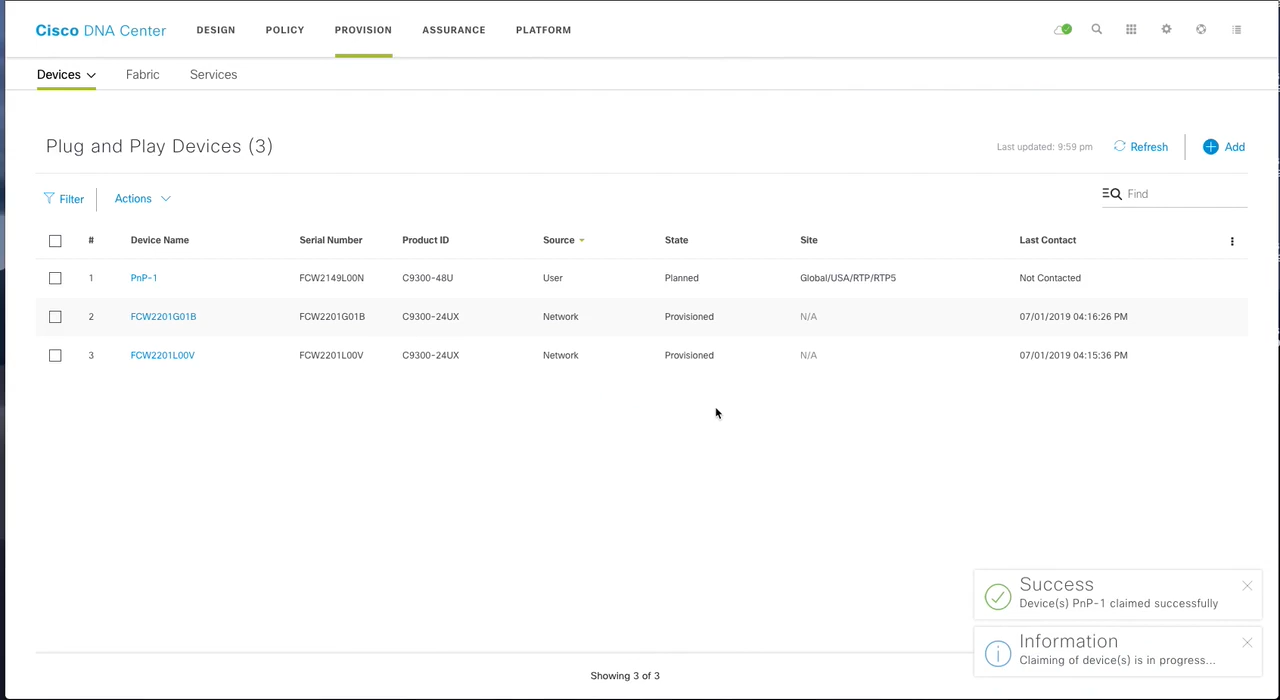 Cisco DNA Center DESIGN POLICY PROVISION ASSURANCE PLATFORM
Devices Fabric Services
Plug and Play Devices (3) Last updated: 9:59 pm Refresh Add
Filter Actions Find
# Device Name Serial Number Product ID Source State Site Last Contact
1 PnP-1 FCW2149L00N C9300-48U User Planned Global/USA/RTP/RTP5 Not Contacted
2 FCW2201G01B FCW2201G01B C9300-24UX Network Provisioned N/A 07/01/2019 04:16:26 PM
3 FCW2201L00V FCW2201L00V C9300-24UX Network Provisioned N/A 07/01/2019 04:15:36 PM
Success
Device(s) PnP-1 claimed successfully
Information
Claiming of device(s) is in progress...
Showing 3 of 3